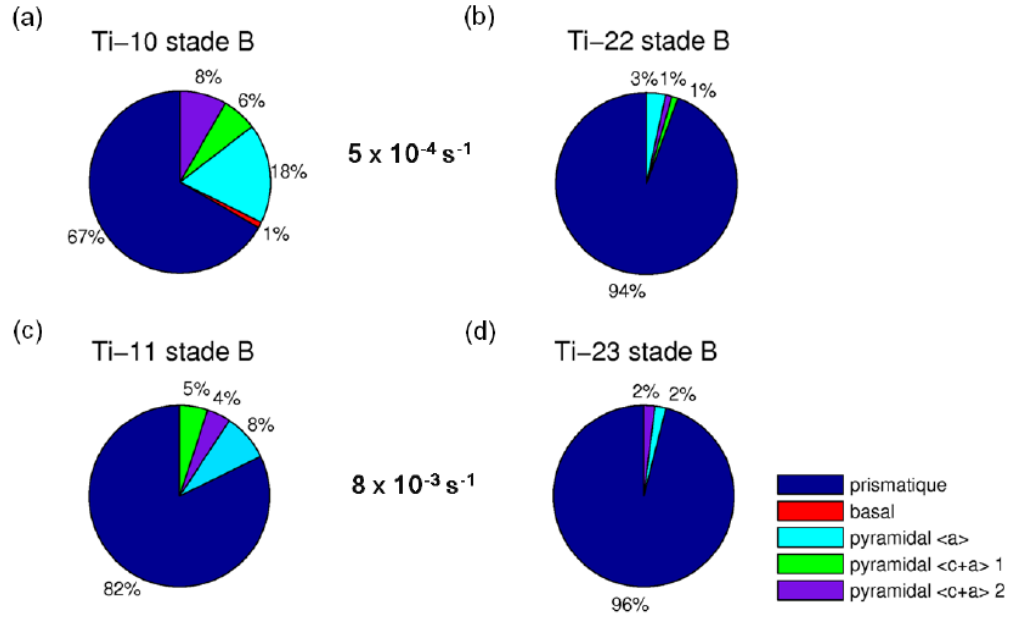 (a)
Ti–10 stade B
8%
6%
18%
1%
67%
5 x 10⁻⁴ s⁻¹
(b)
Ti–22 stade B
3% 1%
1%
94%
(c)
Ti–11 stade B
5%
4%
8%
82%
8 x 10⁻³ s⁻¹
(d)
Ti–23 stade B
2%
2%
96%
prismatique
basal
pyramidal <a>
pyramidal <c+a> 1
pyramidal <c+a> 2